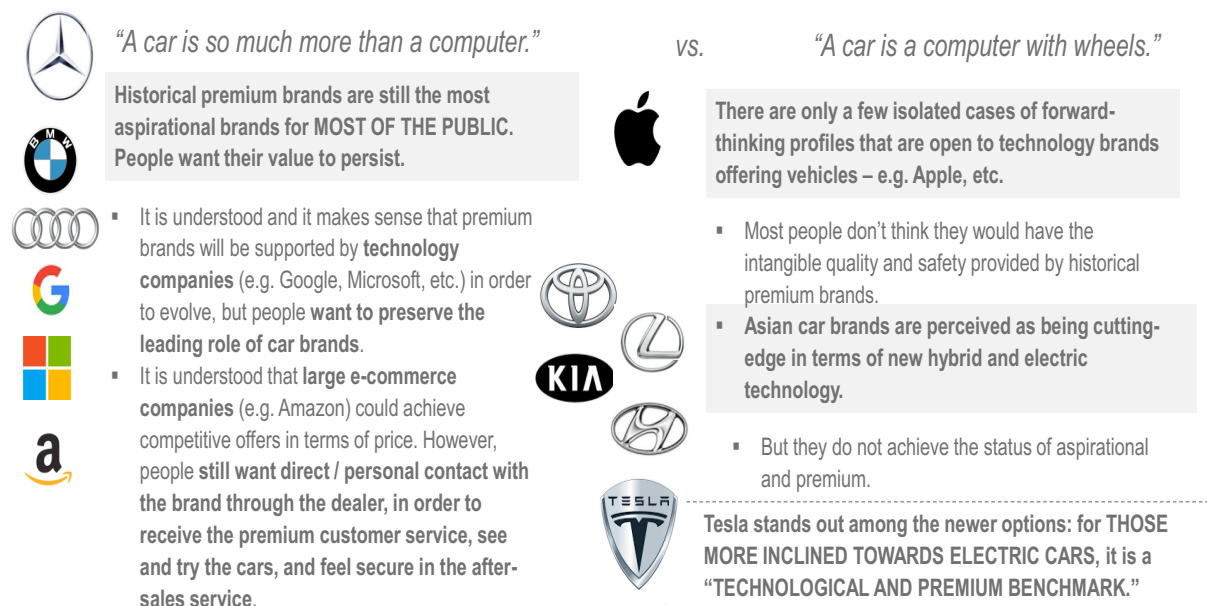 “A car is so much more than a computer.”
Historical premium brands are still the most
aspirational brands for MOST OF THE PUBLIC.
People want their value to persist.
BMW
▪ It is understood and it makes sense that premium
brands will be supported by technology
companies (e.g. Google, Microsoft, etc.) in order
to evolve, but people want to preserve the
leading role of car brands.
▪ It is understood that large e-commerce
companies (e.g. Amazon) could achieve
competitive offers in terms of price. However,
people still want direct / personal contact with
the brand through the dealer, in order to
receive the premium customer service, see
and try the cars, and feel secure in the after-
sales service.
G
a
vs.
“A car is a computer with wheels.”
There are only a few isolated cases of forward-
thinking profiles that are open to technology brands
offering vehicles – e.g. Apple, etc.
▪ Most people don’t think they would have the
intangible quality and safety provided by historical
premium brands.
▪ Asian car brands are perceived as being cutting-
edge in terms of new hybrid and electric
technology.
▪ But they do not achieve the status of aspirational
and premium.
KIA
TESLA
Tesla stands out among the newer options: for THOSE
MORE INCLINED TOWARDS ELECTRIC CARS, it is a
“TECHNOLOGICAL AND PREMIUM BENCHMARK.”